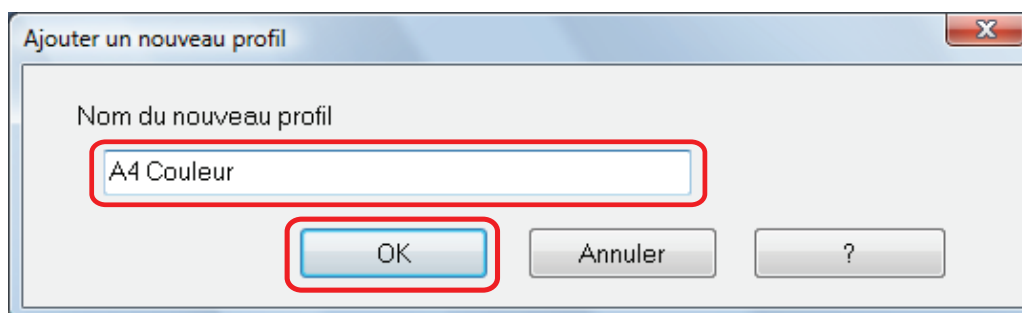 Ajouter un nouveau profil
Nom du nouveau profil
A4 Couleur
OK Annuler ?